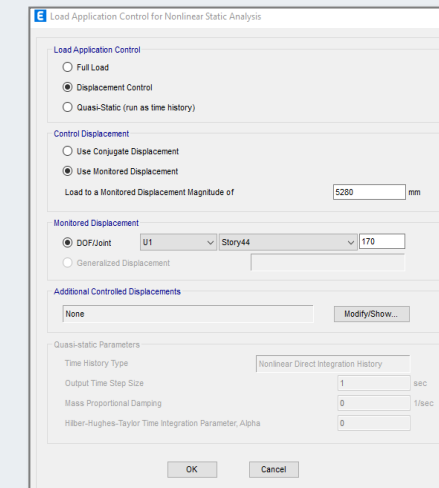 E Load Application Control for Nonlinear Static Analysis
Load Application Control
Full Load
Displacement Control
Quasi-Static (run as time history)
Control Displacement
Use Conjugate Displacement
Use Monitored Displacement
Load to a Monitored Displacement Magnitude of 5280 mm
Monitored Displacement
DOF/Joint U1 Story44 170
Generalized Displacement
Additional Controlled Displacements
None Modify/Show...
Quasi-static Parameters
Time History Type Nonlinear Direct Integration History
Output Time Step Size 1 sec
Mass Proportional Damping 0 1/sec
Hilber-Hughes-Taylor Time Integration Parameter, Alpha 0
OK Cancel